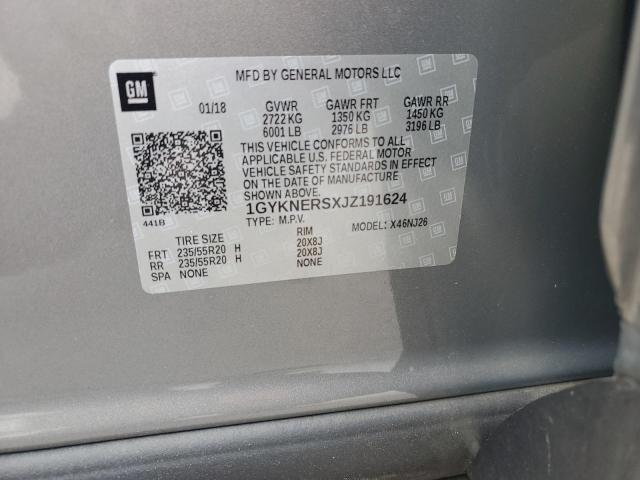 GM
MFD BY GENERAL MOTORS LLC
01/18 GVWR GAWR FRT GAWR RR
2722 KG 1350 KG 1450 KG
6001 LB 2976 LB 3196 LB
THIS VEHICLE CONFORMS TO ALL
APPLICABLE U.S. FEDERAL MOTOR
VEHICLE SAFETY STANDARDS IN EFFECT
ON THE DATE OF MANUFACTURE
SHOWN ABOVE.
1GYKNERSXJZ191624
441B TYPE: M.P.V. MODEL: X46NJ26
TIRE SIZE RIM
FRT 235/55R20 H 20X8J
RR 235/55R20 H 20X8J
SPA NONE NONE